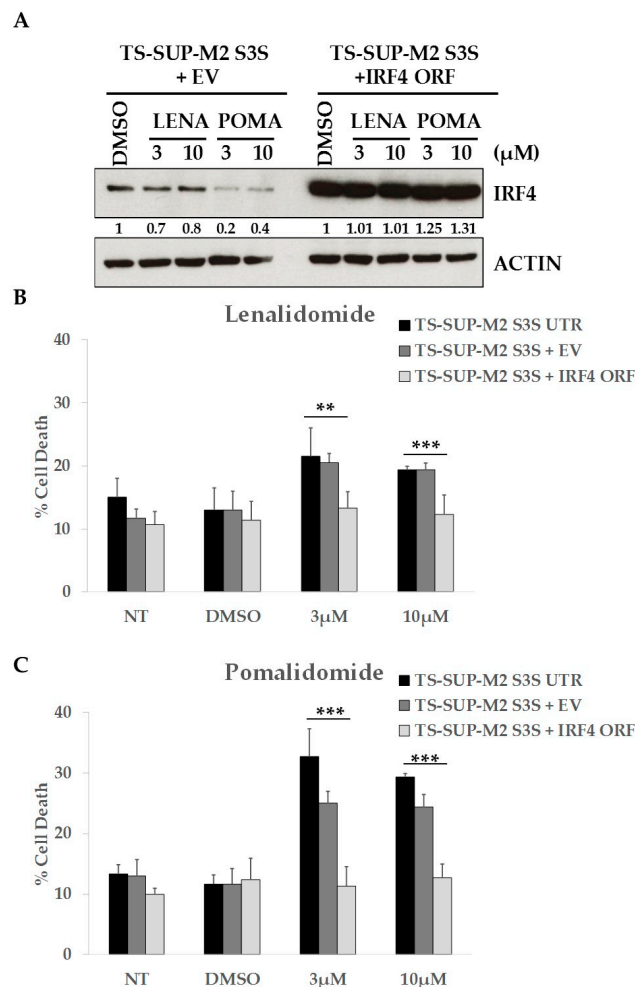 A
TS-SUP-M2 S3S
+ EV
TS-SUP-M2 S3S
+IRF4 ORF
DMSO
LENA
POMA
3 10 3 10
DMSO
LENA
POMA
3 10 3 10 (μM)
IRF4
1 0.7 0.8 0.2 0.4 1 1.01 1.01 1.25 1.31
ACTIN
B
Lenalidomide
TS-SUP-M2 S3S UTR
TS-SUP-M2 S3S + EV
TS-SUP-M2 S3S + IRF4 ORF
% Cell Death
40
30
20
10
0
**
***
NT DMSO 3μM 10μM
C
Pomalidomide
TS-SUP-M2 S3S UTR
TS-SUP-M2 S3S + EV
TS-SUP-M2 S3S + IRF4 ORF
% Cell Death
40
30
20
10
0
***
***
NT DMSO 3μM 10μM